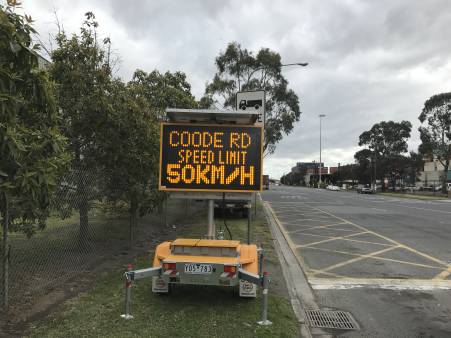 COODE RD
SPEED LIMIT
50KM/H